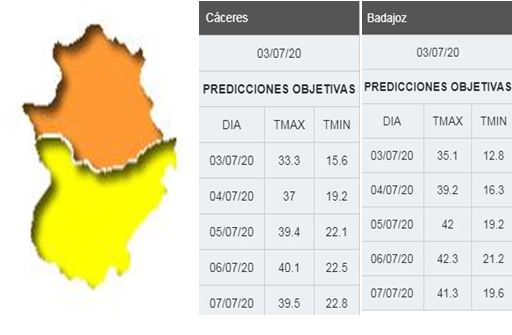 Cáceres
03/07/20
PREDICCIONES OBJETIVAS
DIA TMAX TMIN
03/07/20 33.3 15.6
04/07/20 37 19.2
05/07/20 39.4 22.1
06/07/20 40.1 22.5
07/07/20 39.5 22.8
Badajoz
03/07/20
PREDICCIONES OBJETIVAS
DIA TMAX TMIN
03/07/20 35.1 12.8
04/07/20 39.2 16.3
05/07/20 42 19.2
06/07/20 42.3 21.2
07/07/20 41.3 19.6